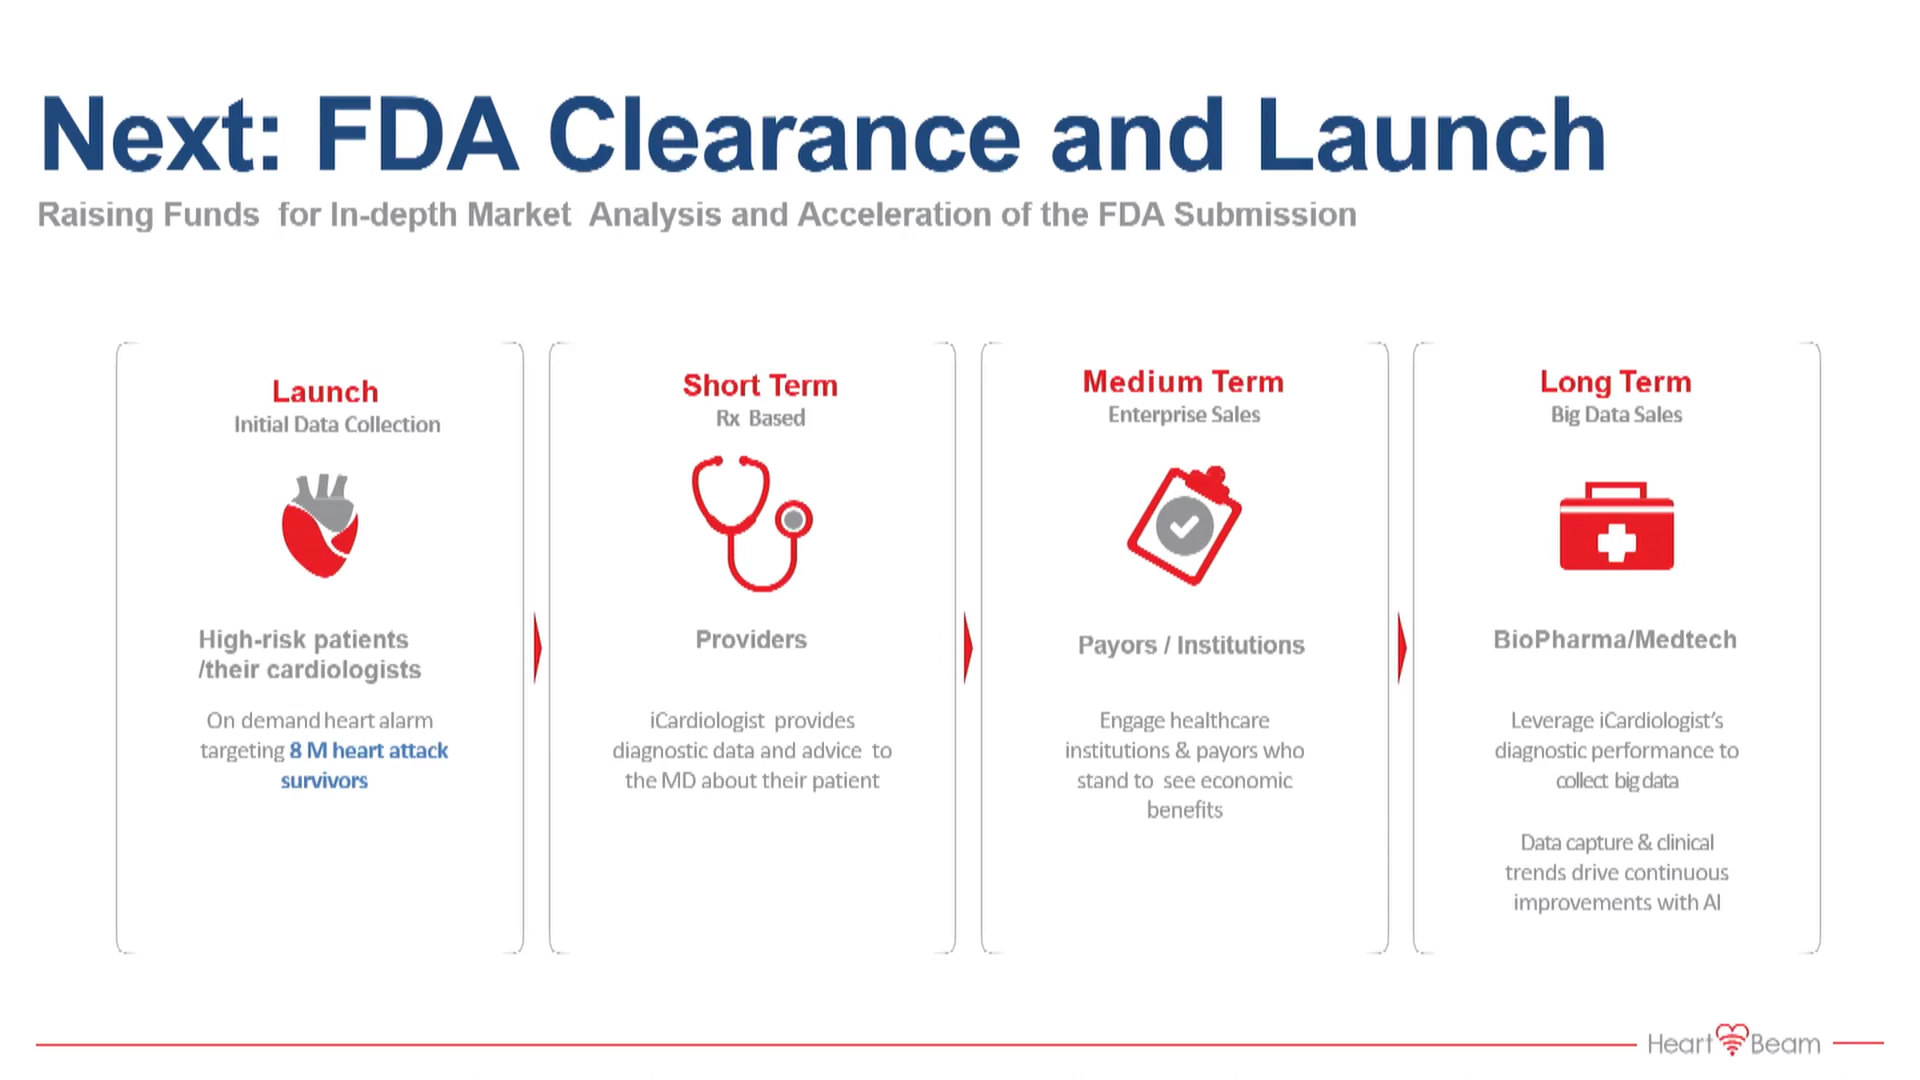 Next: FDA Clearance and Launch
Raising Funds for In-depth Market Analysis and Acceleration of the FDA Submission
Launch
Initial Data Collection
High-risk patients
/their cardiologists
On demand heart alarm
targeting 8 M heart attack
survivors
Short Term
Rx Based
Providers
iCardiologist provides
diagnostic data and advice to
the MD about their patient
Medium Term
Enterprise Sales
Payors / Institutions
Engage healthcare
institutions & payors who
stand to see economic
benefits
Long Term
Big Data Sales
BioPharma/Medtech
Leverage iCardiologist’s
diagnostic performance to
collect big data
Data capture & clinical
trends drive continuous
improvements with AI
Heart Beam